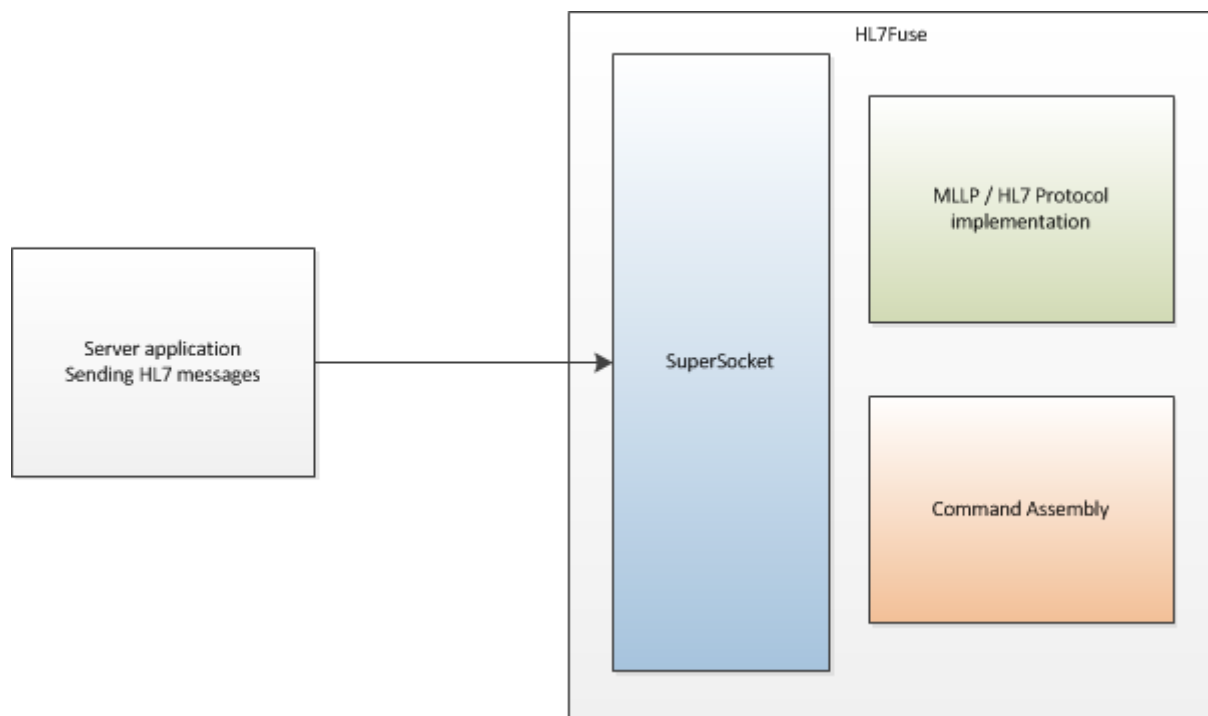 HL7Fuse
MLLP / HL7 Protocol
implementation
Server application
Sending HL7 messages
SuperSocket
Command Assembly